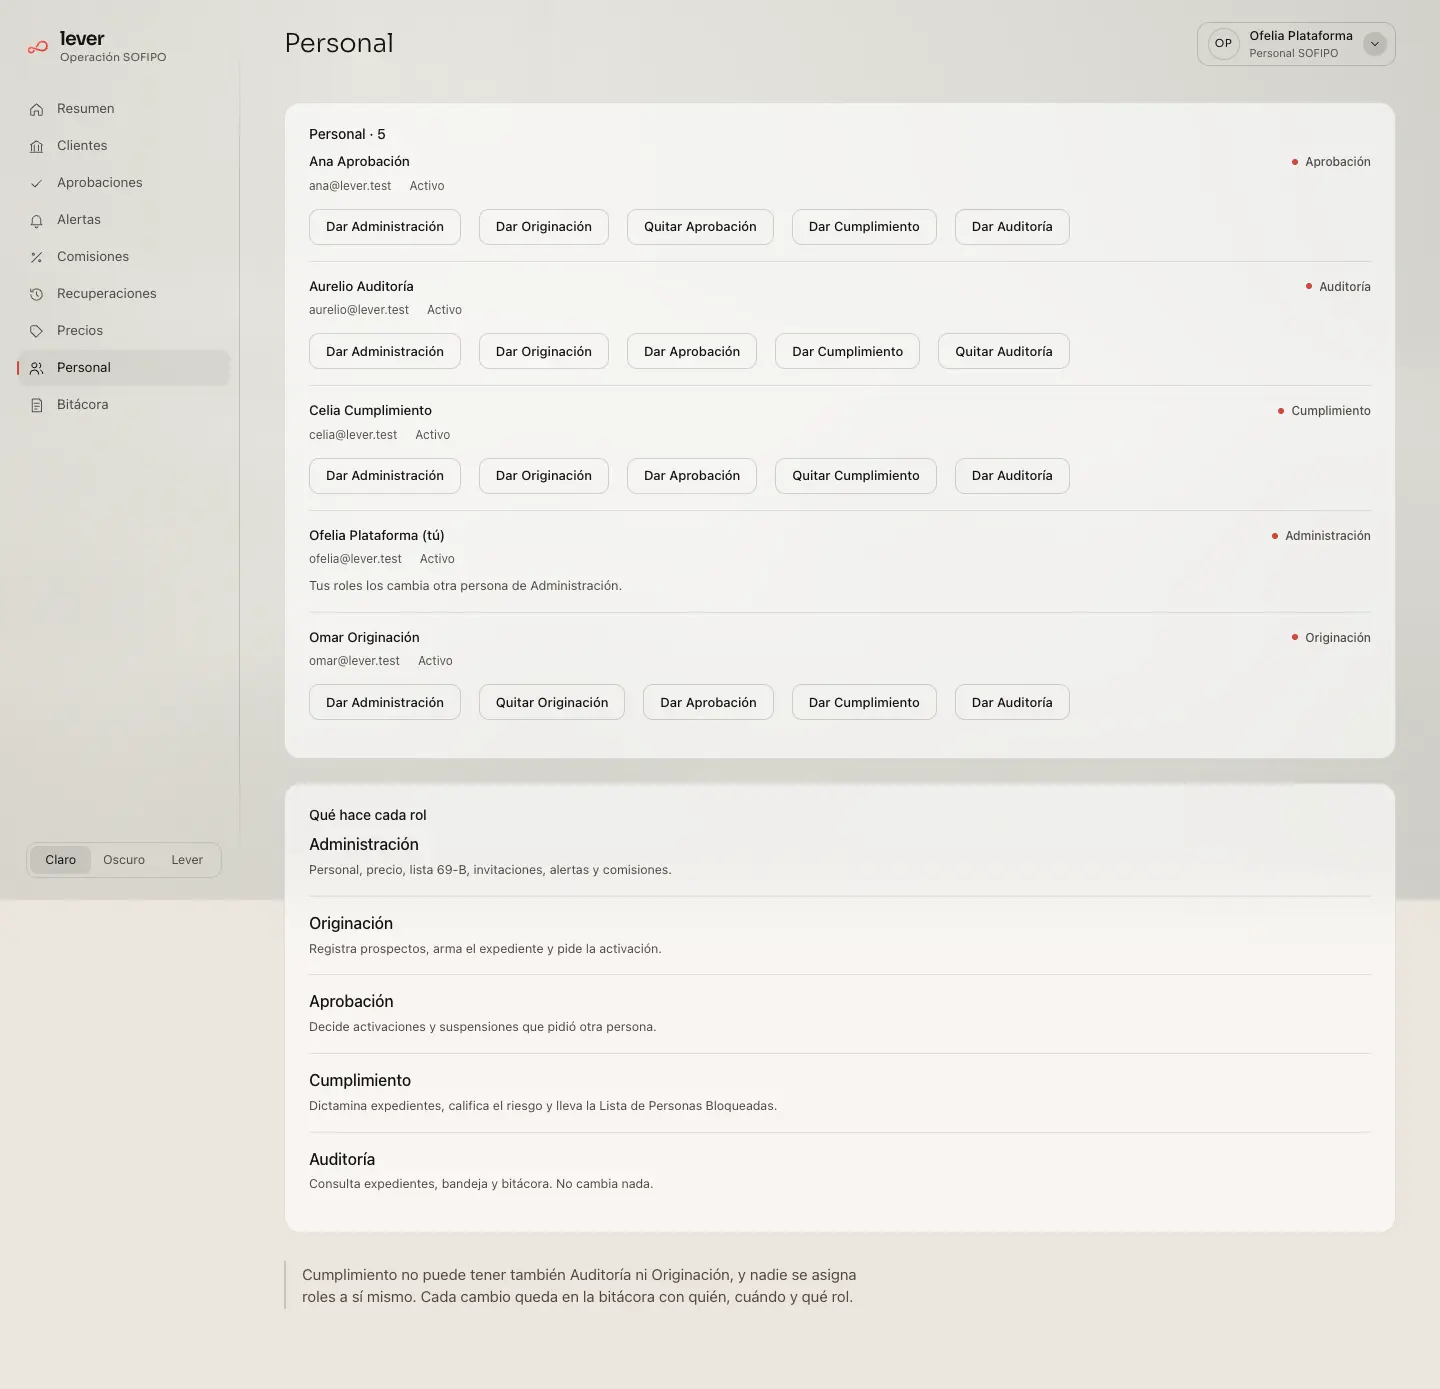 lever
Operación SOFIPO
Resumen
Clientes
Aprobaciones
Alertas
Comisiones
Recuperaciones
Precios
Personal
Bitácora
Claro Oscuro Lever
Personal
OP
Ofelia Plataforma
Personal SOFIPO
Personal · 5
Ana Aprobación
Aprobación
ana@lever.test Activo
Dar Administración Dar Originación Quitar Aprobación Dar Cumplimiento Dar Auditoría
Aurelio Auditoría
Auditoría
aurelio@lever.test Activo
Dar Administración Dar Originación Dar Aprobación Dar Cumplimiento Quitar Auditoría
Celia Cumplimiento
Cumplimiento
celia@lever.test Activo
Dar Administración Dar Originación Dar Aprobación Quitar Cumplimiento Dar Auditoría
Ofelia Plataforma (tú)
Administración
ofelia@lever.test Activo
Tus roles los cambia otra persona de Administración.
Omar Originación
Originación
omar@lever.test Activo
Dar Administración Quitar Originación Dar Aprobación Dar Cumplimiento Dar Auditoría
Qué hace cada rol
Administración
Personal, precio, lista 69-B, invitaciones, alertas y comisiones.
Originación
Registra prospectos, arma el expediente y pide la activación.
Aprobación
Decide activaciones y suspensiones que pidió otra persona.
Cumplimiento
Dictamina expedientes, califica el riesgo y lleva la Lista de Personas Bloqueadas.
Auditoría
Consulta expedientes, bandeja y bitácora. No cambia nada.
Cumplimiento no puede tener también Auditoría ni Originación, y nadie se asigna
roles a sí mismo. Cada cambio queda en la bitácora con quién, cuándo y qué rol.